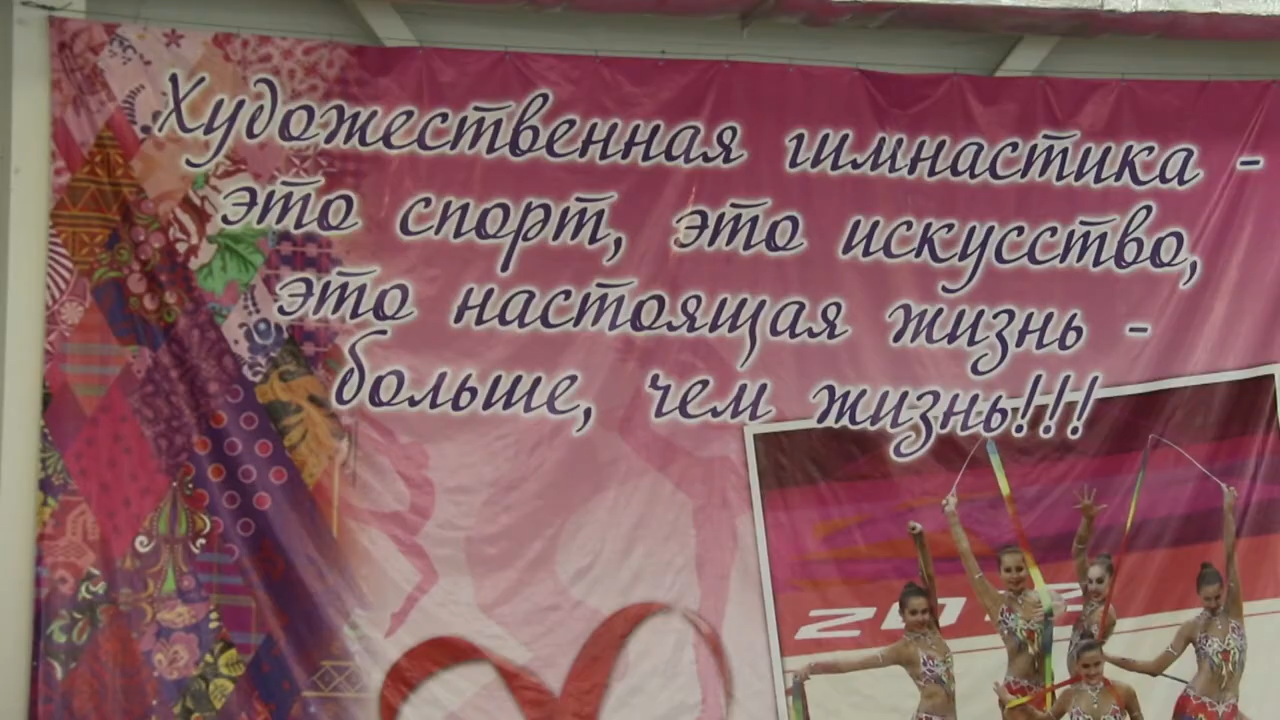 Художественная гимнастика -
это спорт, это искусство,
это настоящая жизнь -
больше, чем жизнь!!!